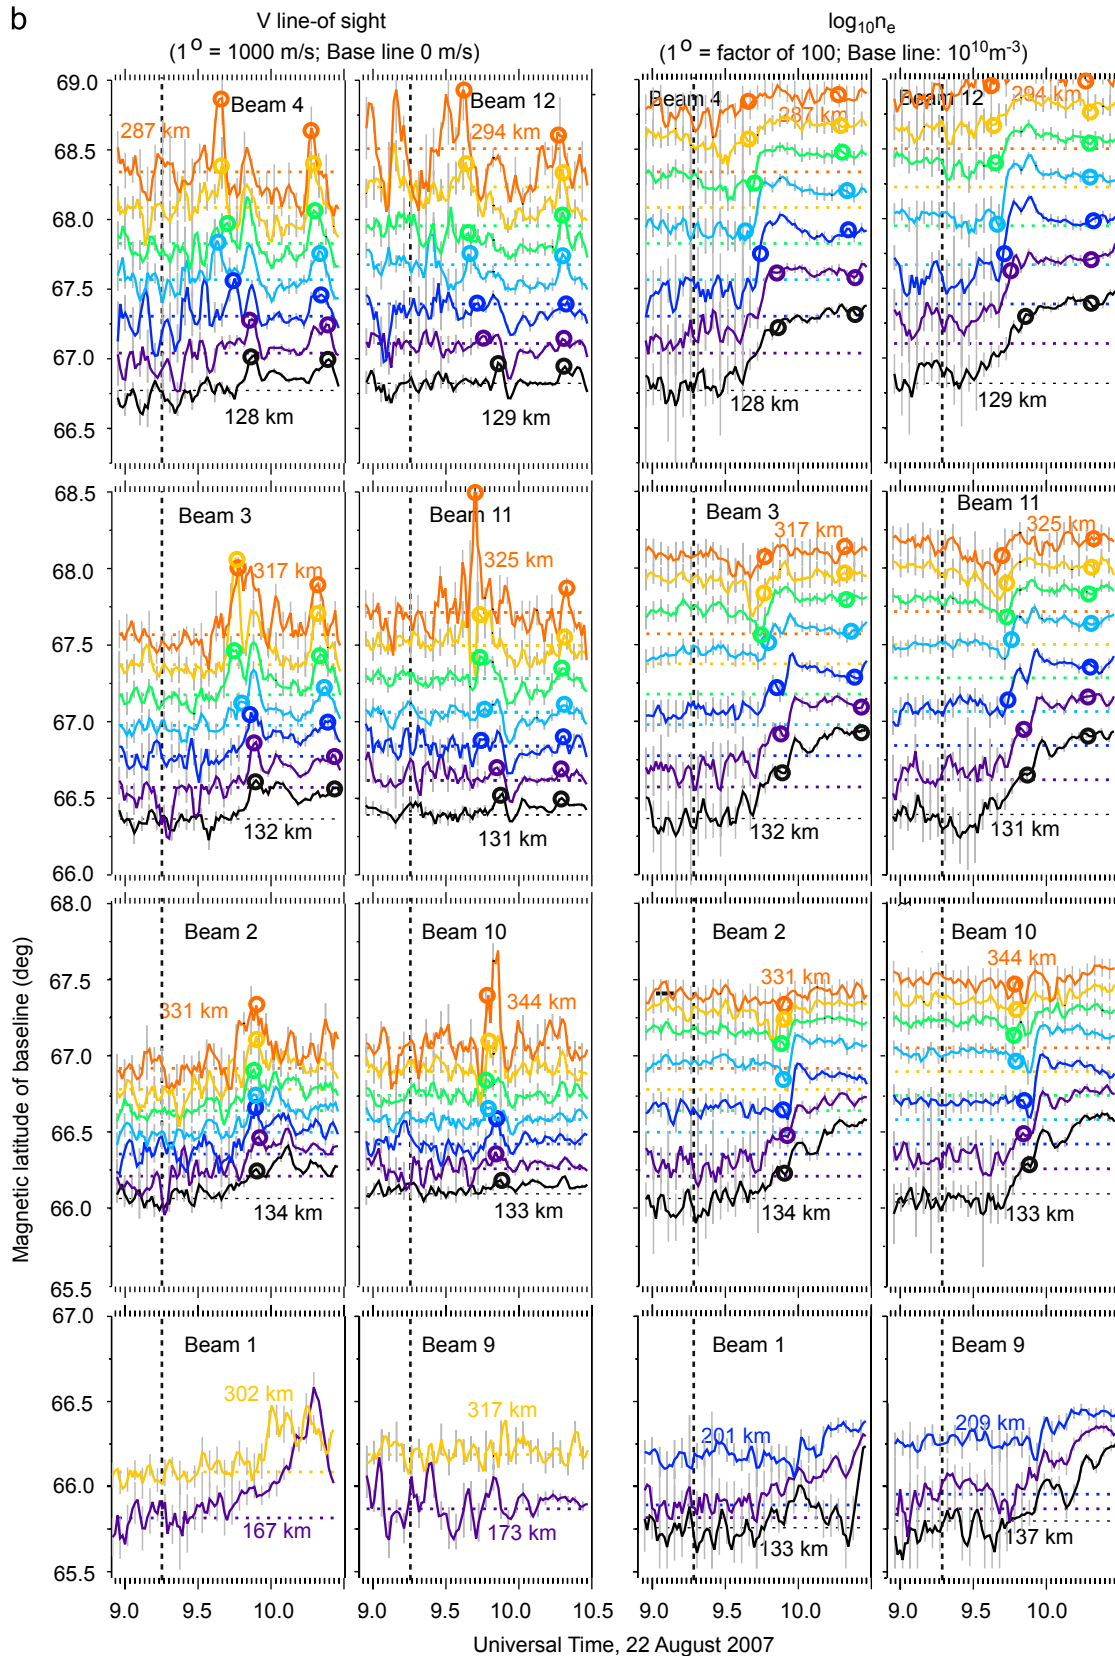 b
V line-of sight
(1° = 1000 m/s; Base line 0 m/s)
log10ne
(1° = factor of 100; Base line: 10^10m^-3)
69.0
68.5
68.0
67.5
67.0
66.5
Beam 4
287 km
128 km
Beam 12
294 km
129 km
Beam 4
287 km
128 km
Beam 12
294 km
129 km
68.5
68.0
67.5
67.0
66.5
66.0
Beam 3
317 km
132 km
Beam 11
325 km
131 km
Beam 3
317 km
132 km
Beam 11
325 km
131 km
68.0
67.5
67.0
66.5
66.0
65.5
Beam 2
331 km
134 km
Beam 10
344 km
133 km
Beam 2
331 km
134 km
Beam 10
344 km
133 km
67.0
66.5
66.0
65.5
Beam 1
302 km
167 km
Beam 9
317 km
173 km
Beam 1
201 km
133 km
Beam 9
209 km
137 km
9.0 9.5 10.0 9.0 9.5 10.0 10.5 9.0 9.5 10.0 9.0 9.5 10.0
Universal Time, 22 August 2007
Magnetic latitude of baseline (deg)